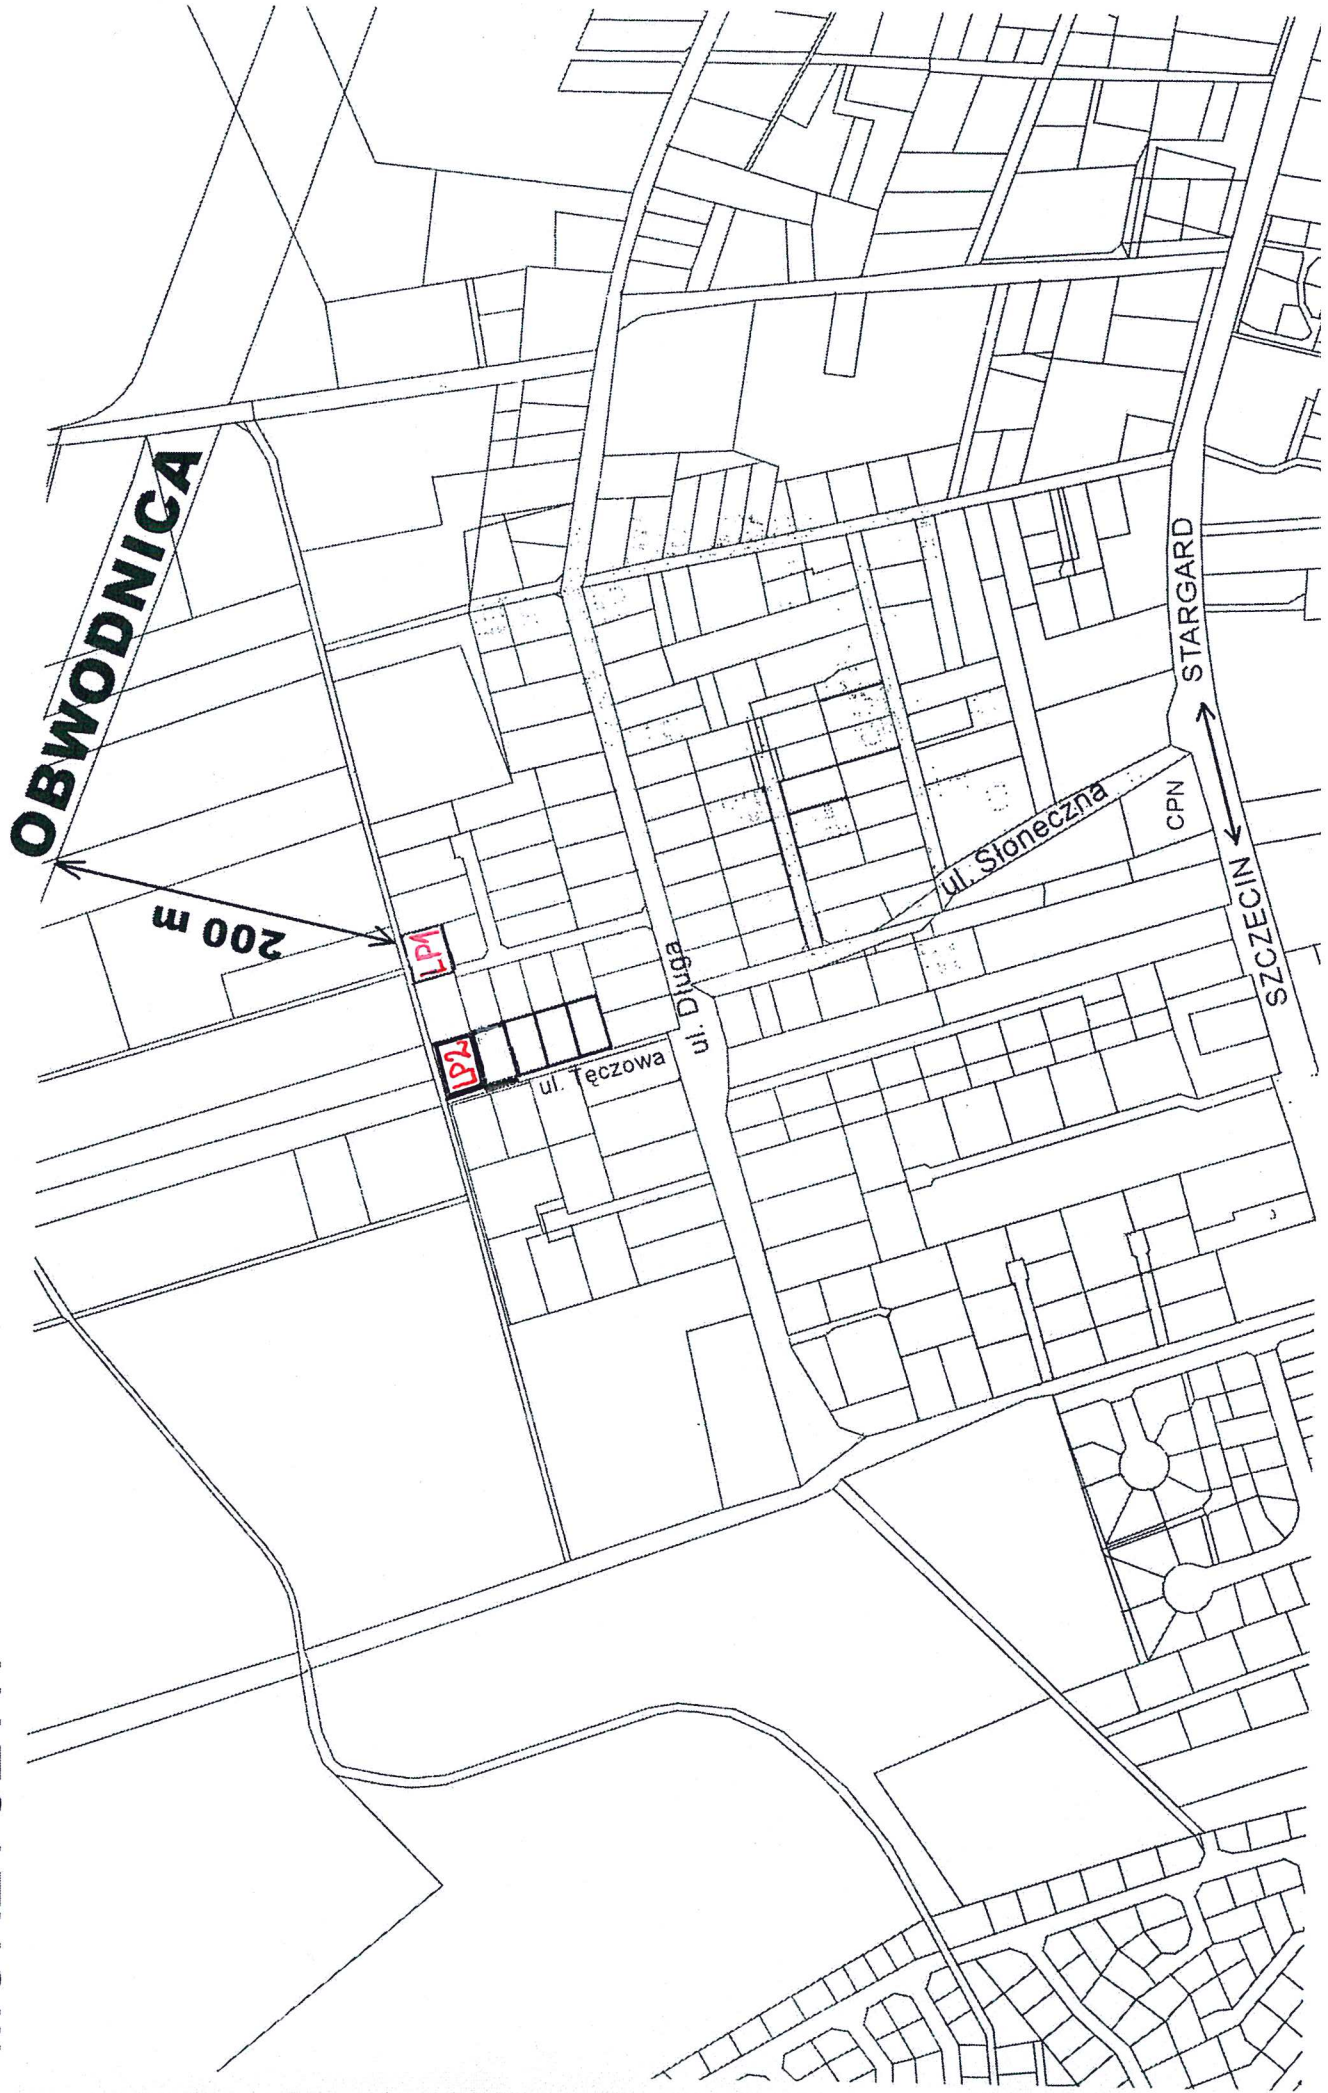 OBWODNICA
200 m
LP1
LP2
ul. Tęczowa
ul. Długa
ul. Słoneczna
CPN
STARGARD
SZCZECIN